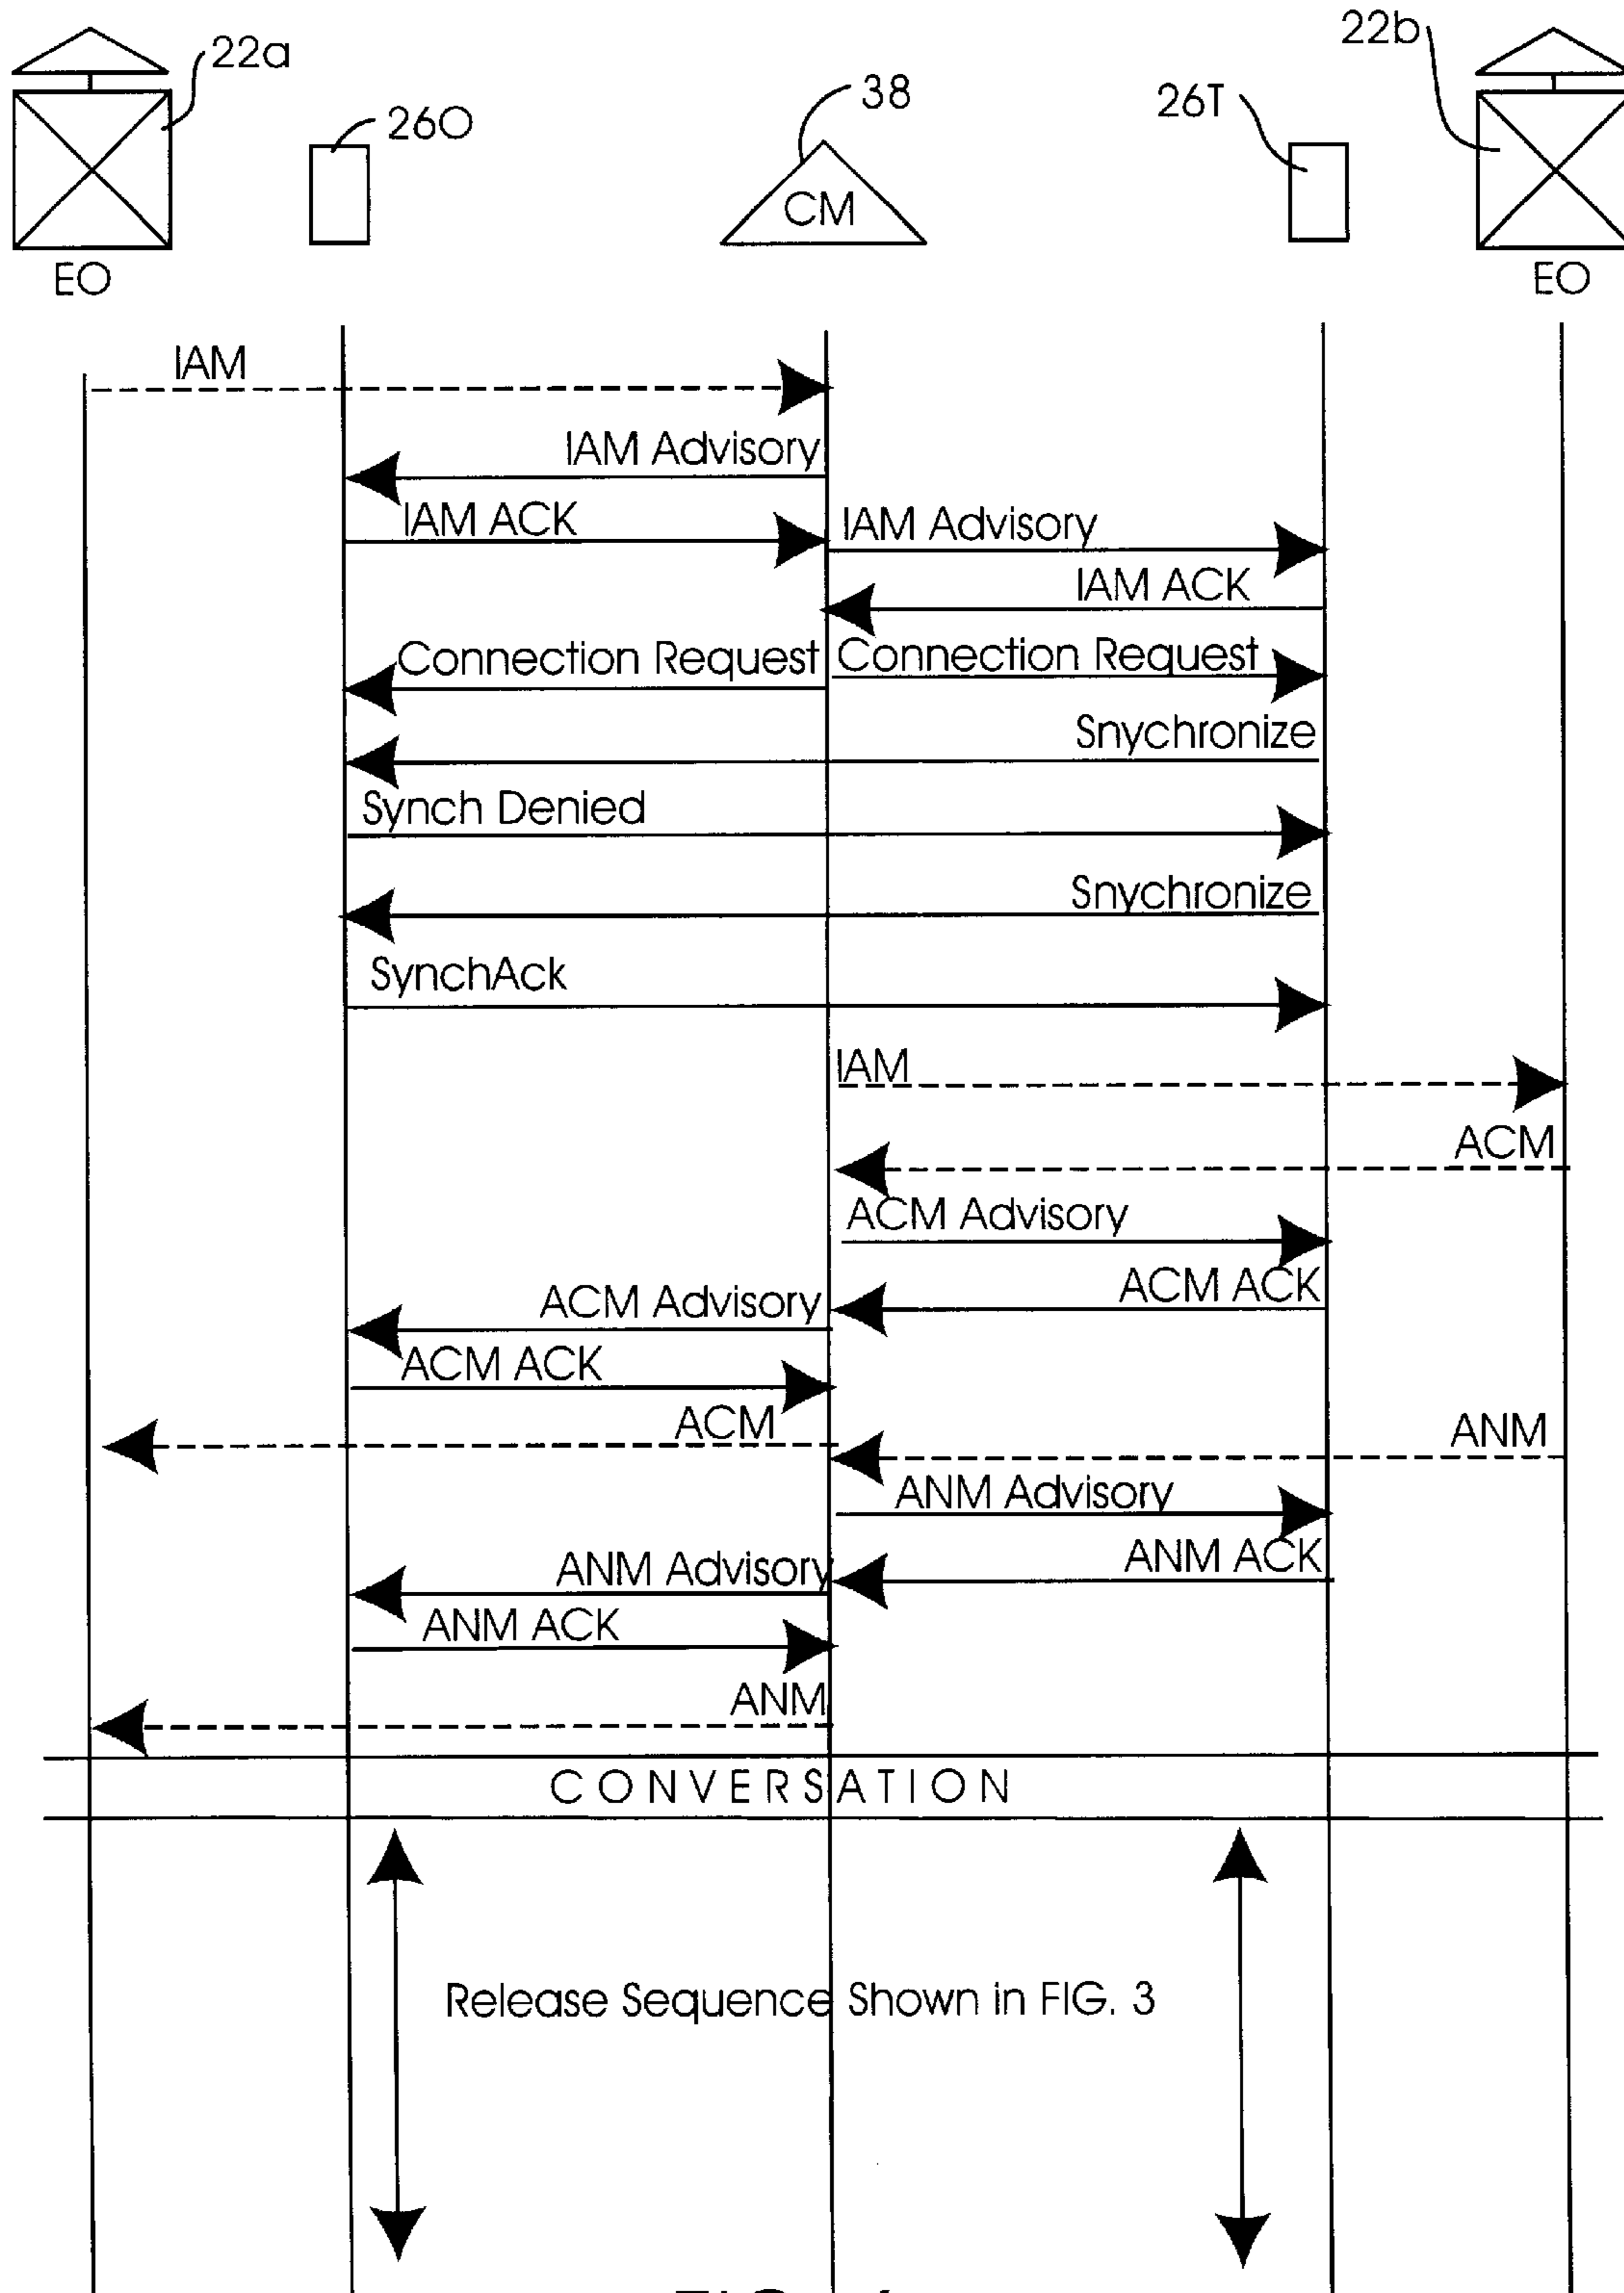 22a
22b
38
26T
26O
CM
EO
EO
IAM
IAM Advisory
IAM ACK
IAM Advisory
IAM ACK
Connection Request
Connection Request
Snychronize
Synch Denied
Snychronize
SynchAck
IAM
ACM
ACM Advisory
ACM ACK
ACM Advisory
ACM ACK
ACM
ANM
ANM Advisory
ANM ACK
ANM Advisory
ANM ACK
ANM
CONVERSATION
Release Sequence Shown in FIG. 3